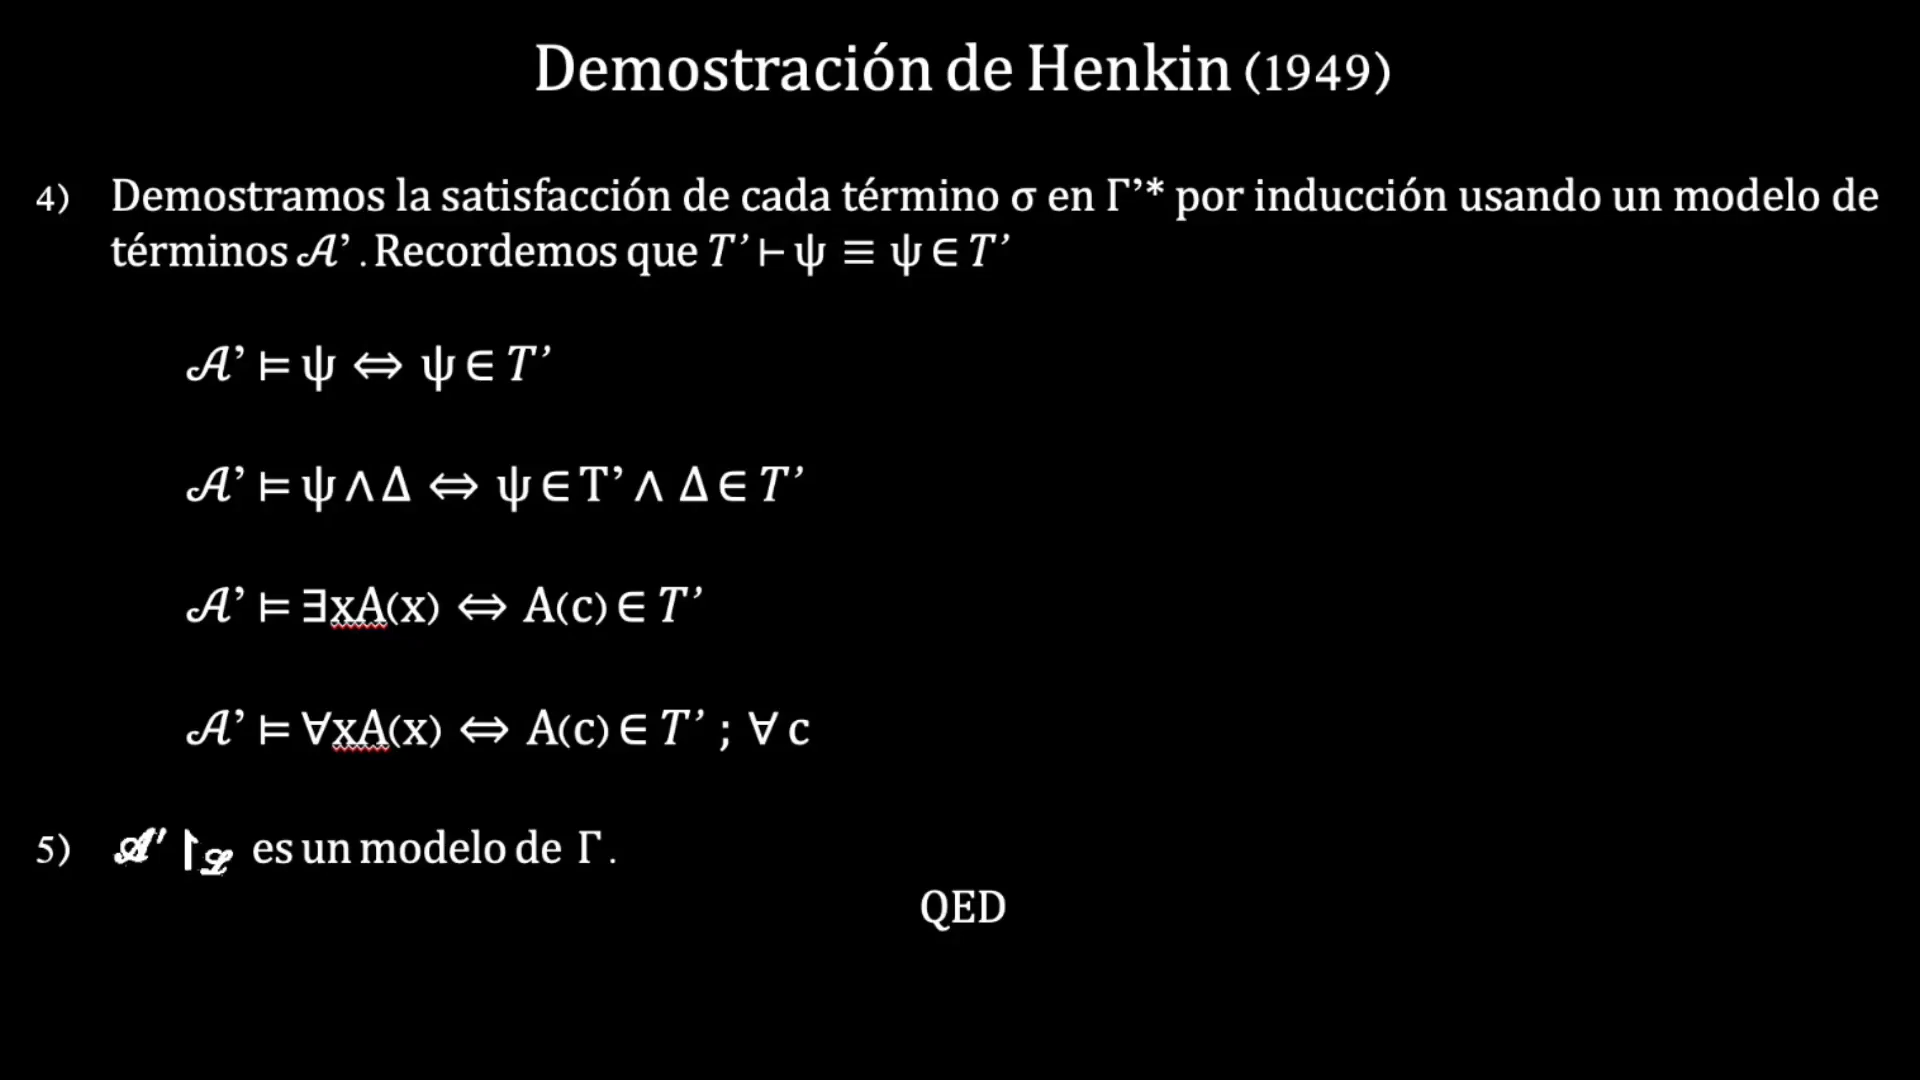 Demostración de Henkin (1949)
4) Demostramos la satisfacción de cada término σ en Γ’* por inducción usando un modelo de
términos 𝒜’ . Recordemos que T’ ⊢ ψ ≡ ψ ∈ T’
𝒜’ ⊨ ψ ⇔ ψ ∈ T’
𝒜’ ⊨ ψ ∧ Δ ⇔ ψ ∈ T’ ∧ Δ ∈ T’
𝒜’ ⊨ ∃xA(x) ⇔ A(c) ∈ T’
𝒜’ ⊨ ∀xA(x) ⇔ A(c) ∈ T’ ; ∀ c
5) 𝒜′ ↾ℒ es un modelo de Γ .
QED